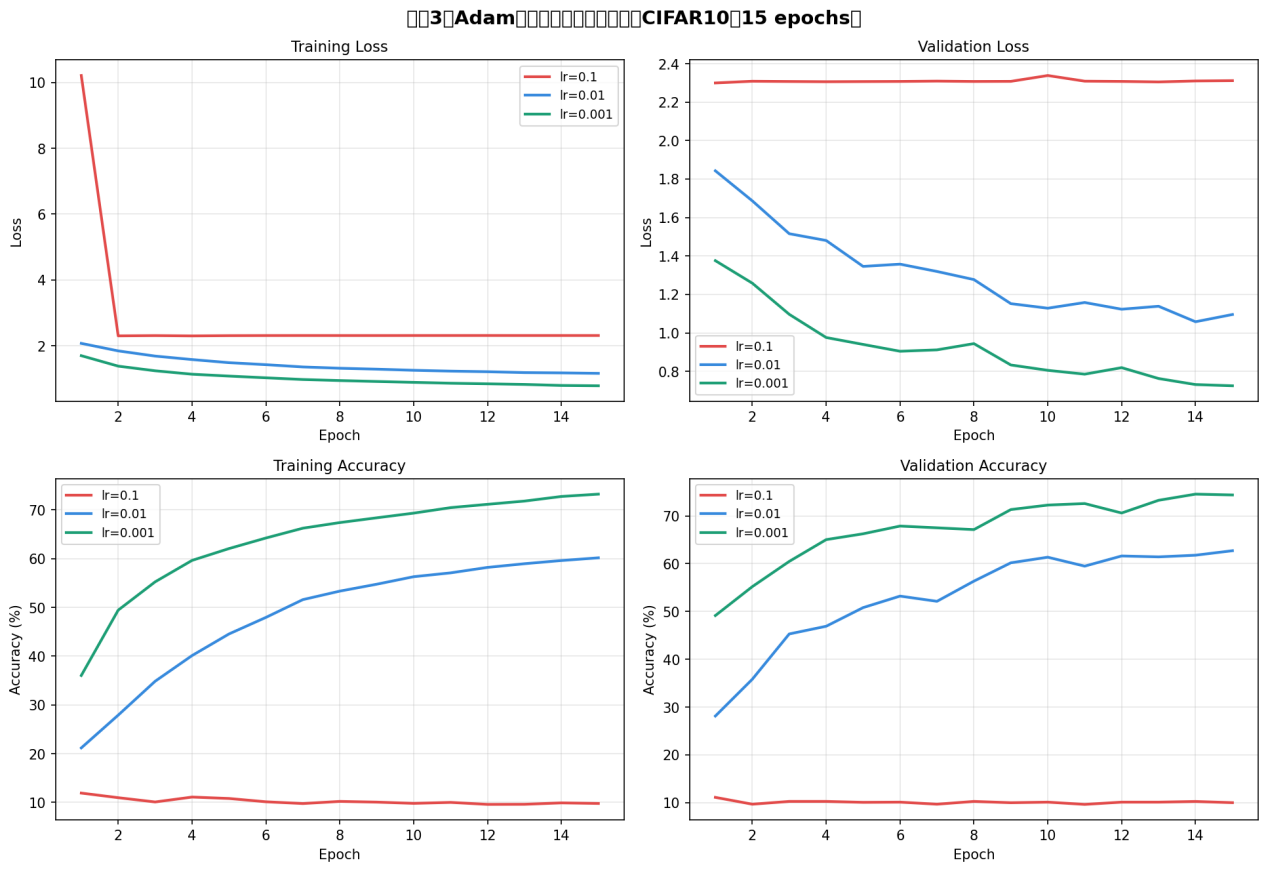 3 Adam CIFAR10 15 epochs
Training Loss
Loss
10
8
6
4
2
lr=0.1
lr=0.01
lr=0.001
2 4 6 8 10 12 14
Epoch
Validation Loss
Loss
2.4
2.2
2.0
1.8
1.6
1.4
1.2
1.0
0.8
lr=0.1
lr=0.01
lr=0.001
2 4 6 8 10 12 14
Epoch
Training Accuracy
Accuracy (%)
70
60
50
40
30
20
10
lr=0.1
lr=0.01
lr=0.001
2 4 6 8 10 12 14
Epoch
Validation Accuracy
Accuracy (%)
70
60
50
40
30
20
10
lr=0.1
lr=0.01
lr=0.001
2 4 6 8 10 12 14
Epoch